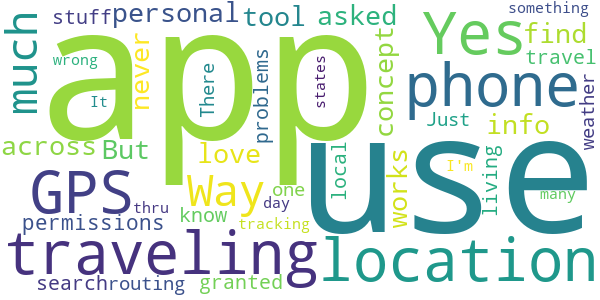 stuff personal tool asked something
much never app Yes find
wrong travel
It There problems states concept phone weather
across But love local Just info
GPS Way use works living I'm
permissions thru know one day many
traveling tracking location
search routing granted